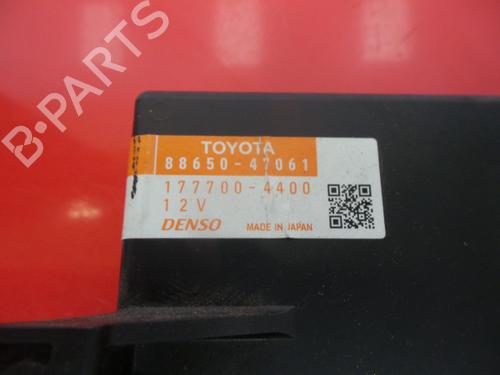 B-PARTS
TOYOTA
88650-47061
177700-4400
12V
DENSO MADE IN JAPAN